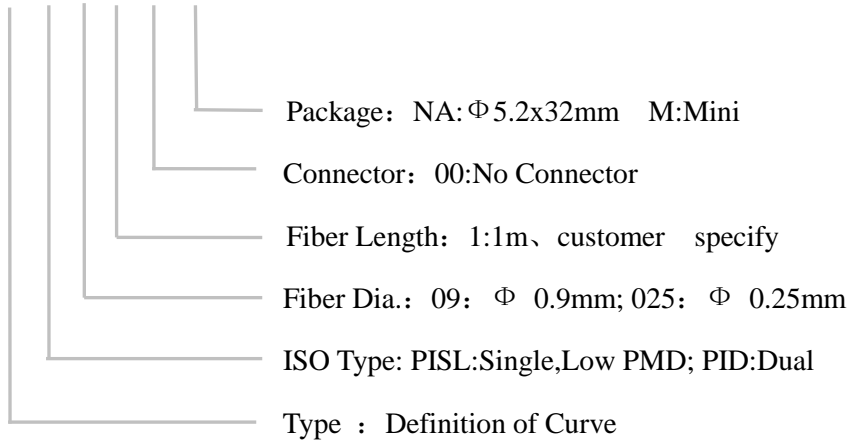 Package：NA:Φ5.2x32mm M:Mini
Connector：00:No Connector
Fiber Length：1:1m、customer specify
Fiber Dia.：09：Φ 0.9mm; 025：Φ 0.25mm
ISO Type: PISL:Single,Low PMD; PID:Dual
Type ：Definition of Curve